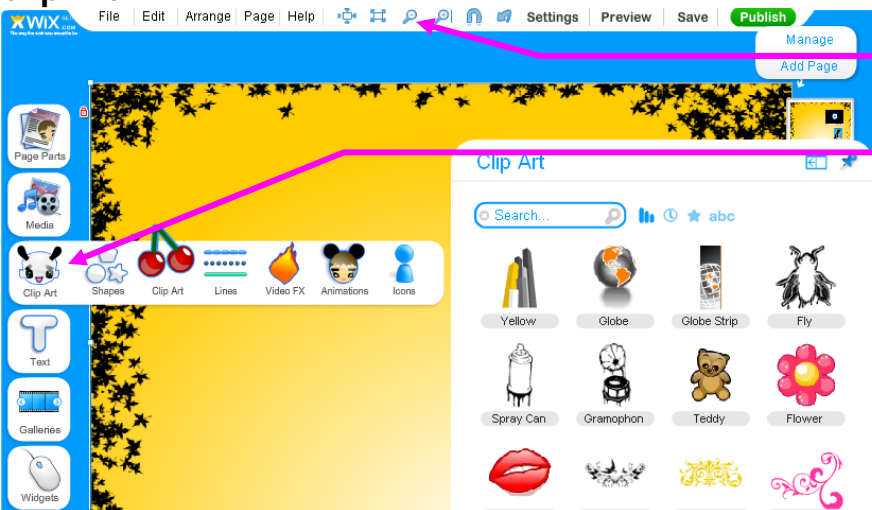 File Edit Arrange Page Help Settings Preview Save Publish
WiX
.COM
Manage
Add Page
Page Parts
Media
Clip Art
Shapes Clip Art Lines Video FX Animations Icons
Text
Galleries
Widgets
Clip Art
Search... abc
Yellow Globe Globe Strip Fly
Spray Can Gramophon Teddy Flower